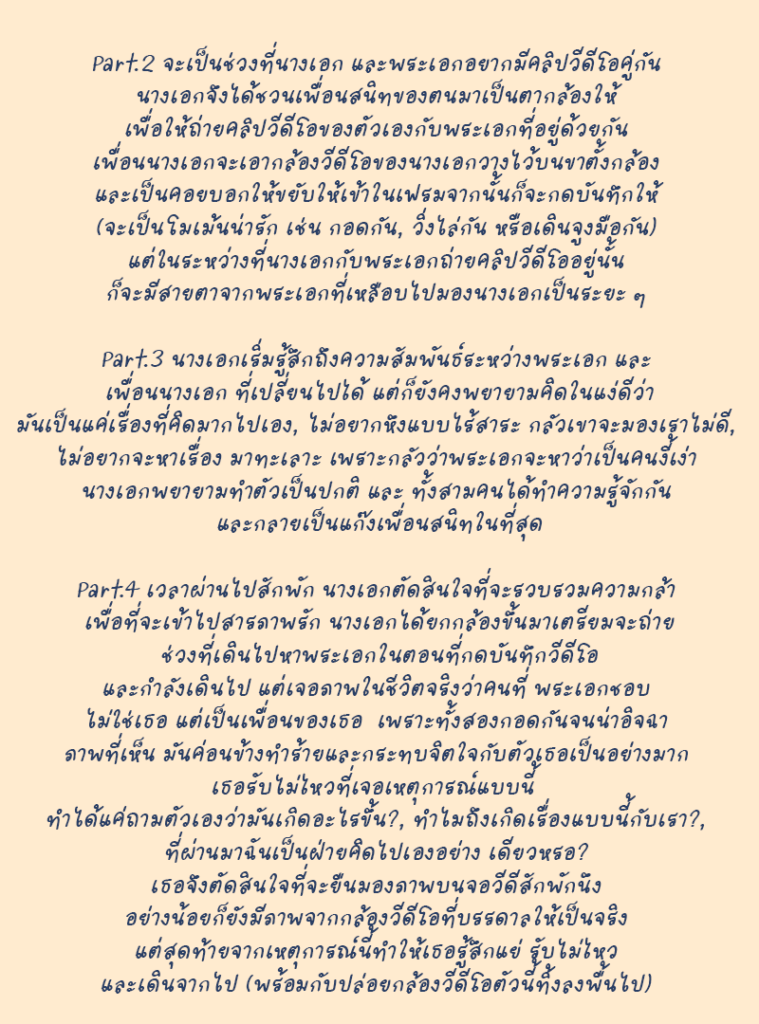 Part.2 จะเป็นช่วงที่นางเอก และพระเอกอยากมีคลิปวีดีโอคู่กัน
นางเอกจึงได้ชวนเพื่อนสนิทของตนมาเป็นตากล้องให้
เพื่อให้ถ่ายคลิปวีดีโอของตัวเองกับพระเอกที่อยู่ด้วยกัน
เพื่อนนางเอกจะเอากล้องวีดีโอของนางเอกวางไว้บนขาตั้งกล้อง
และเป็นคอยบอกให้ขยับให้เข้าในเฟรมจากนั้นก็จะกดบันทึกให้
(จะเป็นโมเม้นน่ารัก เช่น กอดกัน, วิ่งไล่กัน หรือเดินจูงมือกัน)
แต่ในระหว่างที่นางเอกกับพระเอกถ่ายคลิปวีดีโออยู่นั้น
ก็จะมีสายตาจากพระเอกที่เหลือบไปมองนางเอกเป็นระยะ ๆ
Part.3 นางเอกเริ่มรู้สึกถึงความสัมพันธ์ระหว่างพระเอก และ
เพื่อนนางเอก ที่เปลี่ยนไปได้ แต่ก็ยังคงพยายามคิดในแง่ดีว่า
มันเป็นแค่เรื่องที่คิดมากไปเอง, ไม่อยากหึงแบบไร้สาระ กลัวเขาจะมองเราไม่ดี,
ไม่อยากจะหาเรื่อง มาทะเลาะ เพราะกลัวว่าพระเอกจะหาว่าเป็นคนงี่เง่า
นางเอกพยายามทำตัวเป็นปกติ และ ทั้งสามคนได้ทำความรู้จักกัน
และกลายเป็นแก๊งเพื่อนสนิทในที่สุด
Part.4 เวลาผ่านไปสักพัก นางเอกตัดสินใจที่จะรวบรวมความกล้า
เพื่อที่จะเข้าไปสารภาพรัก นางเอกได้ยกกล้องขึ้นมาเตรียมจะถ่าย
ช่วงที่เดินไปหาพระเอกในตอนที่กดบันทึกวีดีโอ
และกำลังเดินไป แต่เจอภาพในชีวิตจริงว่าคนที่ พระเอกชอบ
ไม่ใช่เธอ แต่เป็นเพื่อนของเธอ เพราะทั้งสองกอดกันจนน่าอิจฉา
ภาพที่เห็น มันค่อนข้างทำร้ายและกระทบจิตใจกับตัวเธอเป็นอย่างมาก
เธอรับไม่ไหวที่เจอเหตุการณ์แบบนี้
ทำได้แค่ถามตัวเองว่ามันเกิดอะไรขึ้น?, ทำไมถึงเกิดเรื่องแบบนี้กับเรา?,
ที่ผ่านมาฉันเป็นฝ่ายคิดไปเองอย่าง เดียวหรอ?
เธอจึงตัดสินใจที่จะยืนมองภาพบนจอวีดีสักพักนึง
อย่างน้อยก็ยังมีภาพจากกล้องวีดีโอที่บรรดาลให้เป็นจริง
แต่สุดท้ายจากเหตุการณ์นี้ทำให้เธอรู้สึกแย่ รับไม่ไหว
และเดินจากไป (พร้อมกับปล่อยกล้องวีดีโอตัวนี้ทิ้งลงพื้นไป)